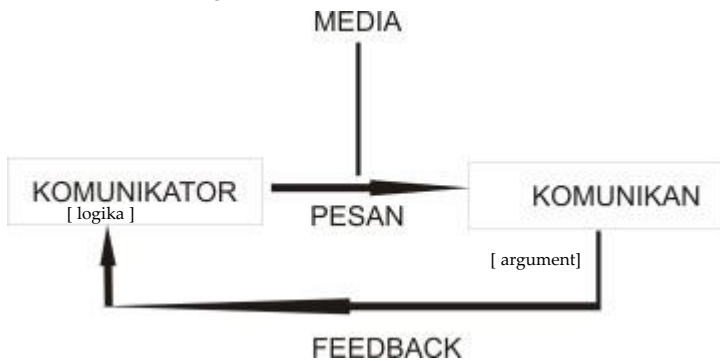 MEDIA
KOMUNIKATOR
[ logika ]
PESAN
KOMUNIKAN
[ argument]
FEEDBACK